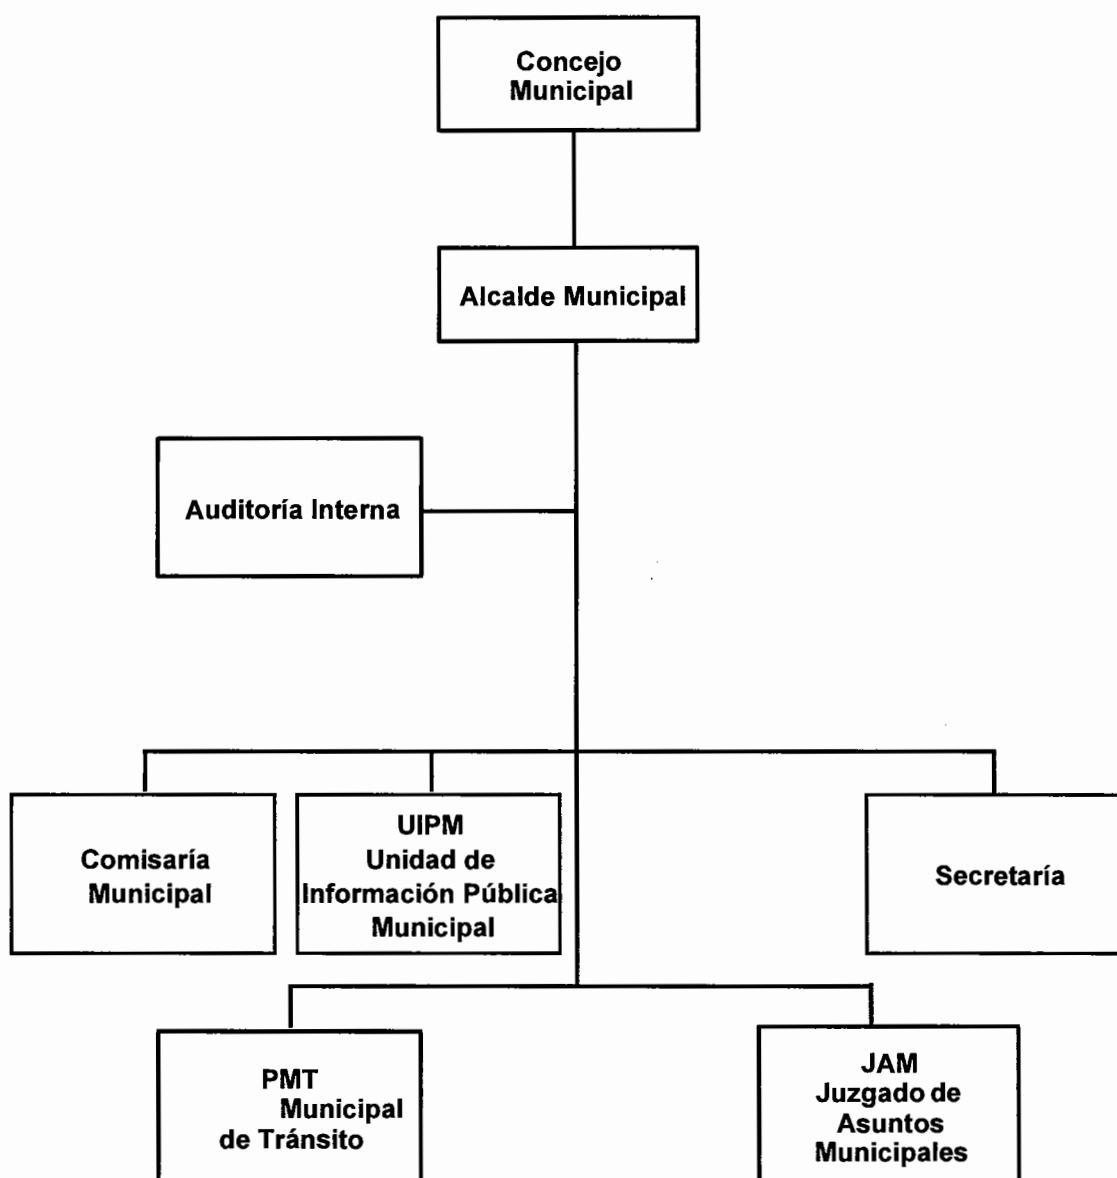 Concejo
Municipal
Alcalde Municipal
Auditoría Interna
Comisaría
Municipal
UIPM
Unidad de
Información Pública
Municipal
Secretaría
PMT
Municipal
de Tránsito
JAM
Juzgado de
Asuntos
Municipales